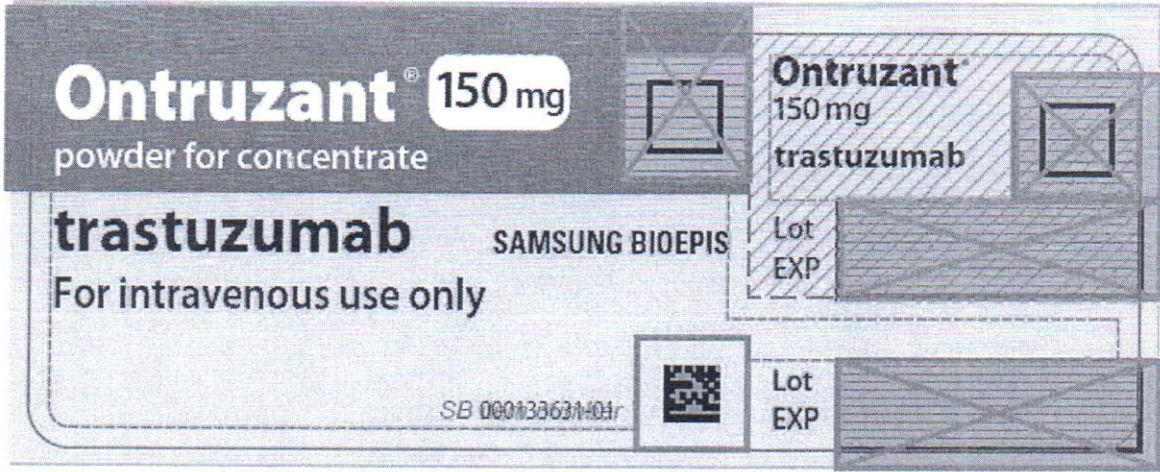 Ontruzant® 150 mg
powder for concentrate
trastuzumab
SAMSUNG BIOEPIS
For intravenous use only
SB
Ontruzant®
150 mg
trastuzumab
Lot
EXP
Lot
EXP